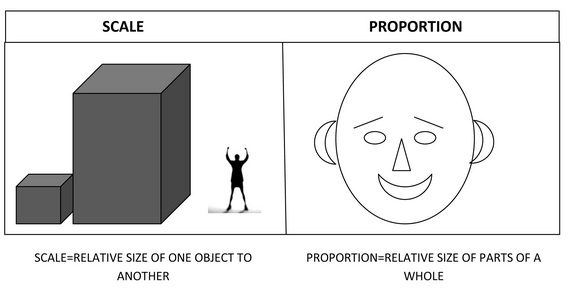 SCALE
PROPORTION
SCALE=RELATIVE SIZE OF ONE OBJECT TO
ANOTHER
PROPORTION=RELATIVE SIZE OF PARTS OF A
WHOLE